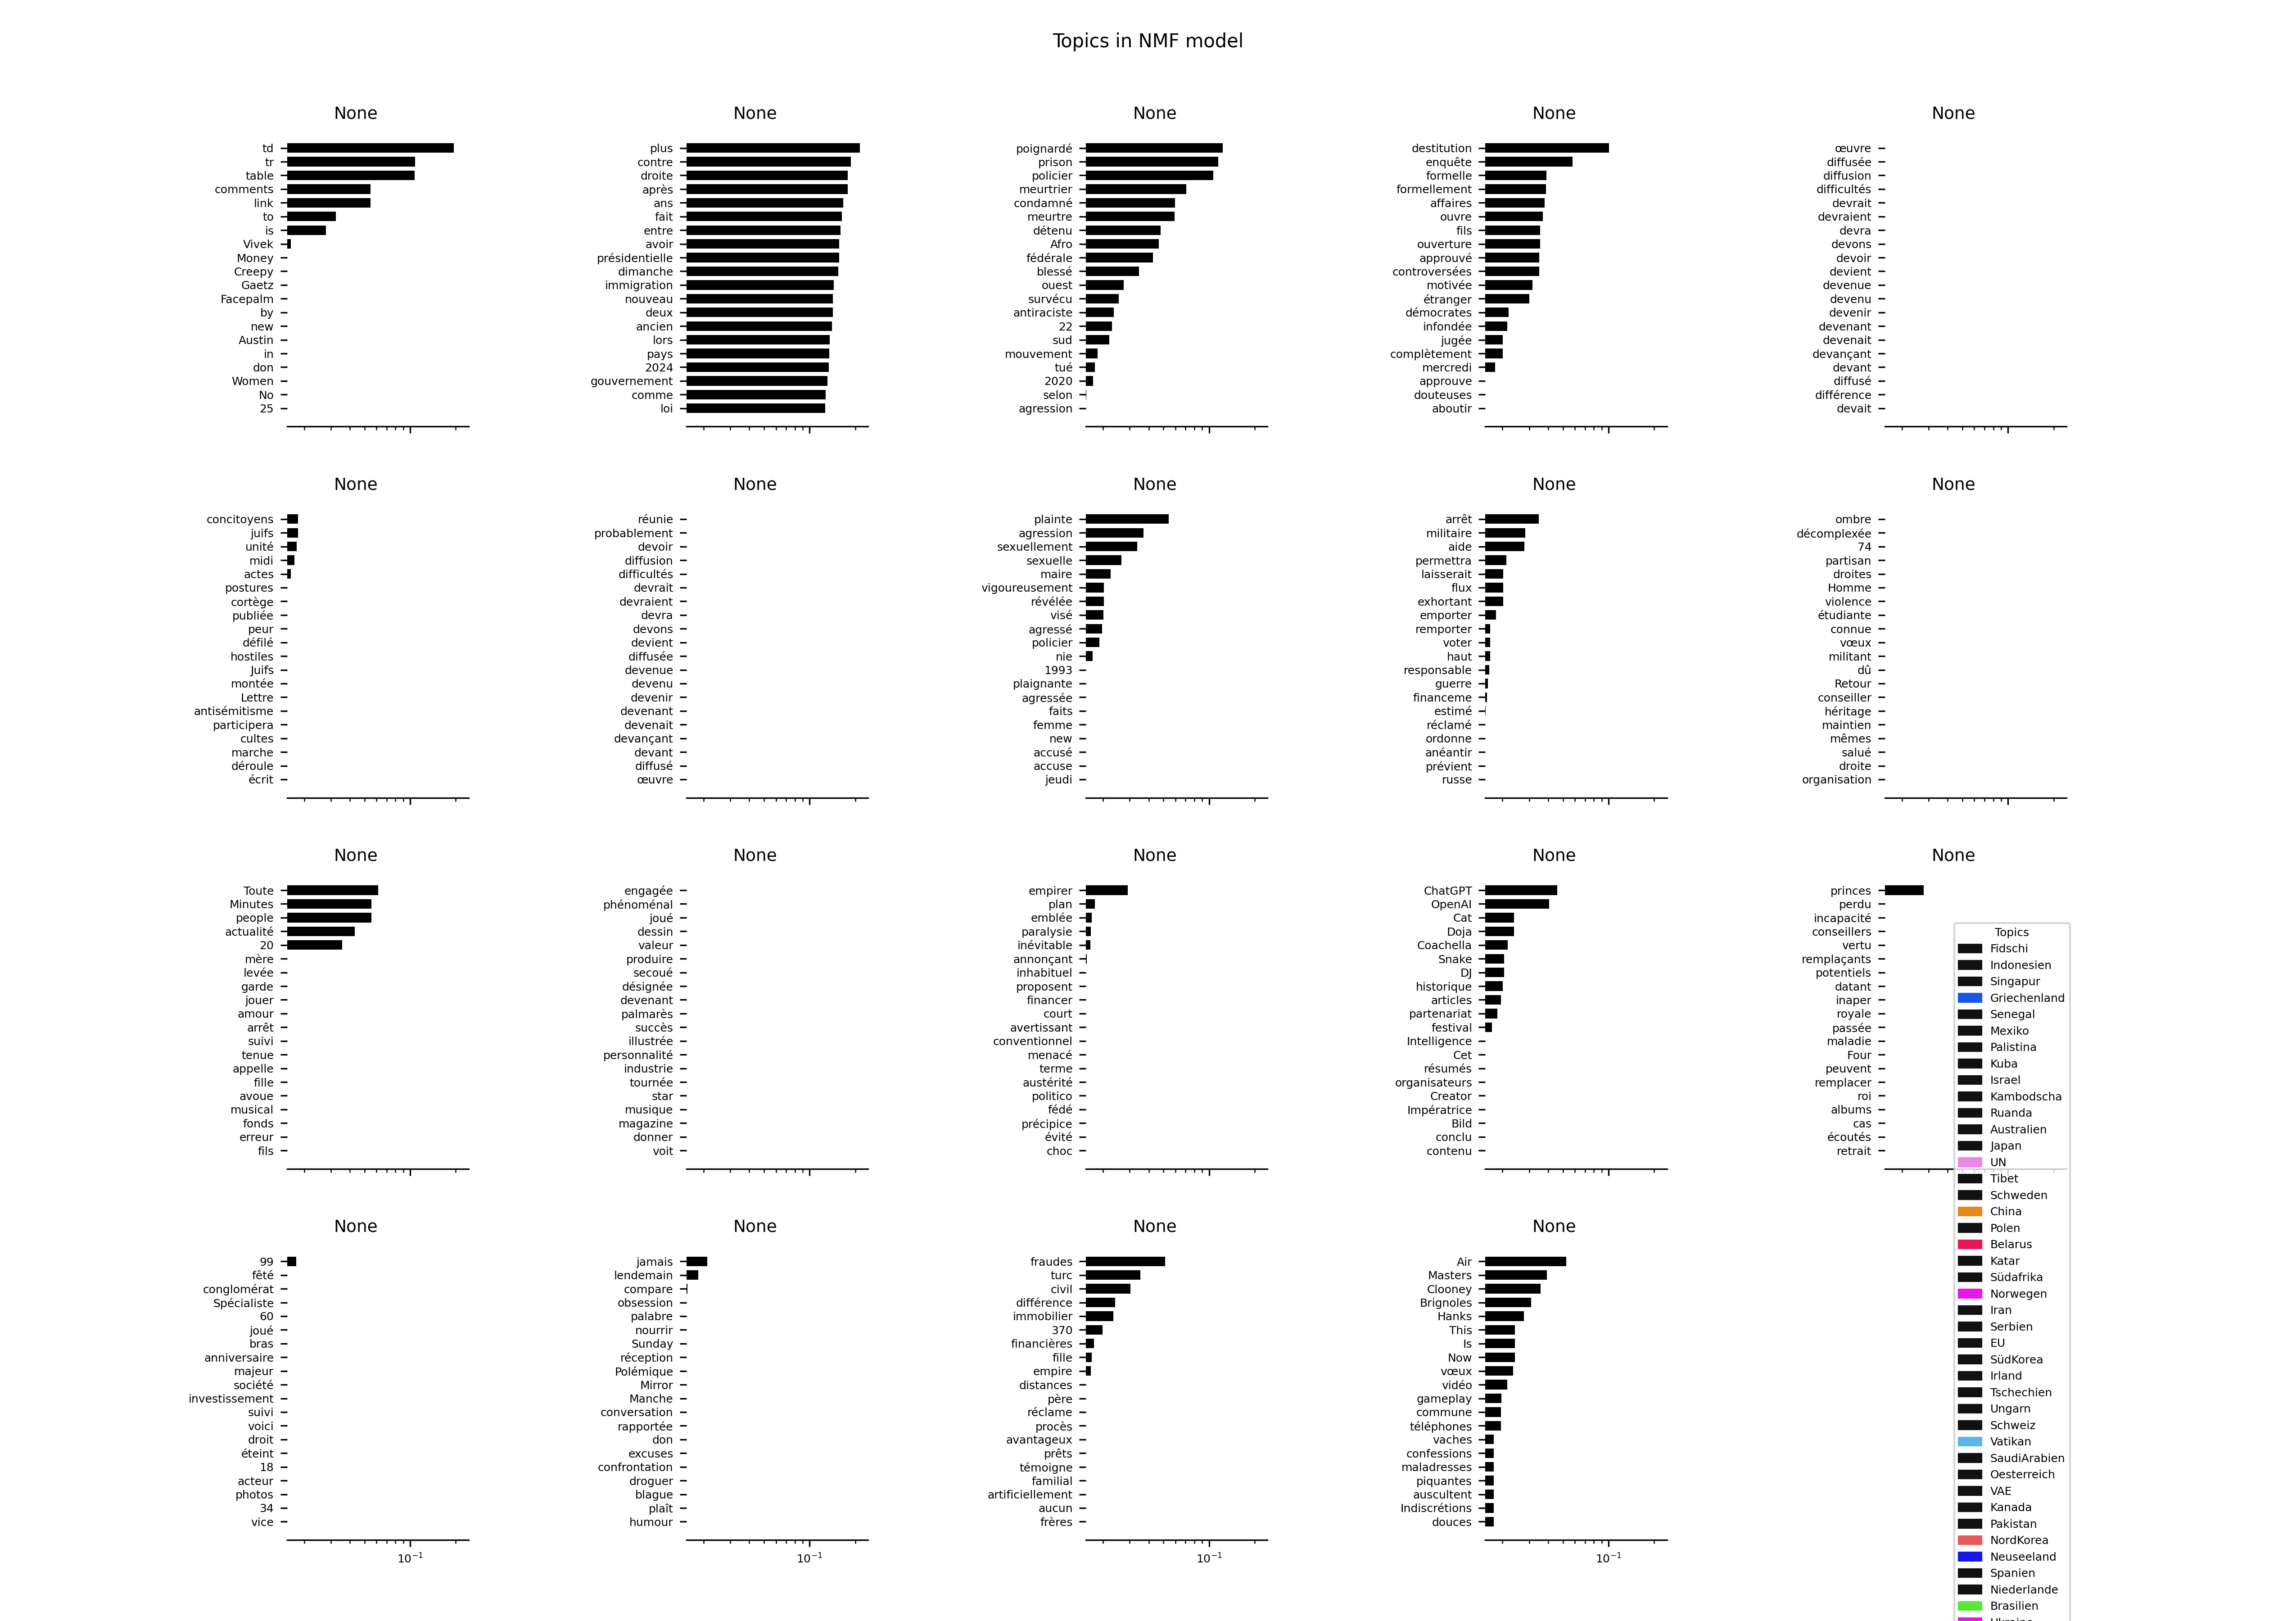 Topics in NMF model
None
td
tr
table
comments
link
to
is
Vivek
Money
Creepy
Gaetz
Facepalm
by
new
Austin
in
don
Women
No
25
None
plus
contre
droite
après
ans
fait
entre
avoir
présidentielle
dimanche
immigration
nouveau
deux
ancien
lors
pays
2024
gouvernement
comme
loi
None
poignardé
prison
policier
meurtrier
condamné
meurtre
détenu
Afro
fédérale
blessé
ouest
survécu
antiraciste
22
sud
mouvement
tué
2020
selon
agression
None
destitution
enquête
formelle
formellement
affaires
ouvre
fils
ouverture
approuvé
controversées
motivée
étranger
démocrates
infondée
jugée
complètement
mercredi
approuve
douteuses
aboutir
None
œuvre
diffusée
diffusion
difficultés
devrait
devraient
devra
devons
devoir
devient
devenue
devenu
devenir
devenant
devenait
devançant
devant
diffusé
différence
devait
None
concitoyens
juifs
unité
midi
actes
postures
cortège
publiée
peur
défilé
hostiles
Juifs
montée
Lettre
antisémitisme
participera
cultes
marche
déroule
écrit
None
réunie
probablement
devoir
diffusion
difficultés
devrait
devraient
devra
devons
devient
diffusée
devenue
devenu
devenir
devenant
devenait
devançant
devant
diffusé
œuvre
None
plainte
agression
sexuellement
sexuelle
maire
vigoureusement
révélée
visé
agressé
policier
nie
1993
plaignante
agressée
faits
femme
new
accusé
accuse
jeudi
None
arrêt
militaire
aide
permettra
laisserait
flux
exhortant
emporter
remporter
voter
haut
responsable
guerre
financeme
estimé
réclamé
ordonne
anéantir
prévient
russe
None
ombre
décomplexée
74
partisan
droites
Homme
violence
étudiante
connue
vœux
militant
dû
Retour
conseiller
héritage
maintien
mêmes
salué
droite
organisation
None
Toute
Minutes
people
actualité
20
mère
levée
garde
jouer
amour
arrêt
suivi
tenue
appelle
fille
avoue
musical
fonds
erreur
fils
None
engagée
phénoménal
joué
dessin
valeur
produire
secoué
désignée
devenant
palmarès
succès
illustrée
personnalité
industrie
tournée
star
musique
magazine
donner
voit
None
empirer
plan
emblée
paralysie
inévitable
annonçant
inhabituel
proposent
financer
court
avertissant
conventionnel
menacé
terme
austérité
politico
fédé
précipice
évité
choc
None
ChatGPT
OpenAI
Cat
Doja
Coachella
Snake
DJ
historique
articles
partenariat
festival
Intelligence
Cet
résumés
organisateurs
Creator
Impératrice
Bild
conclu
contenu
None
princes
perdu
incapacité
conseillers
vertu
remplaçants
potentiels
datant
inaper
royale
passée
maladie
Four
peuvent
remplacer
roi
albums
cas
écoutés
retrait
None
99
fêté
conglomérat
Spécialiste
60
joué
bras
anniversaire
majeur
société
investissement
suivi
voici
droit
éteint
18
acteur
photos
34
vice
10⁻¹
None
jamais
lendemain
compare
obsession
palabre
nourrir
Sunday
réception
Polémique
Mirror
Manche
conversation
rapportée
don
excuses
confrontation
droguer
blague
plaît
humour
10⁻¹
None
fraudes
turc
civil
différence
immobilier
370
financières
fille
empire
distances
père
réclame
procès
avantageux
prêts
témoigne
familial
artificiellement
aucun
frères
10⁻¹
None
Air
Masters
Clooney
Brignoles
Hanks
This
Is
Now
vœux
vidéo
gameplay
commune
téléphones
vaches
confessions
maladresses
piquantes
auscultent
Indiscrétions
douces
10⁻¹
Topics
Fidschi
Indonesien
Singapur
Griechenland
Senegal
Mexiko
Palistina
Kuba
Israel
Kambodscha
Ruanda
Australien
Japan
UN
Tibet
Schweden
China
Polen
Belarus
Katar
Südafrika
Norwegen
Iran
Serbien
EU
SüdKorea
Irland
Tschechien
Ungarn
Schweiz
Vatikan
SaudiArabien
Oesterreich
VAE
Kanada
Pakistan
NordKorea
Neuseeland
Spanien
Niederlande
Brasilien